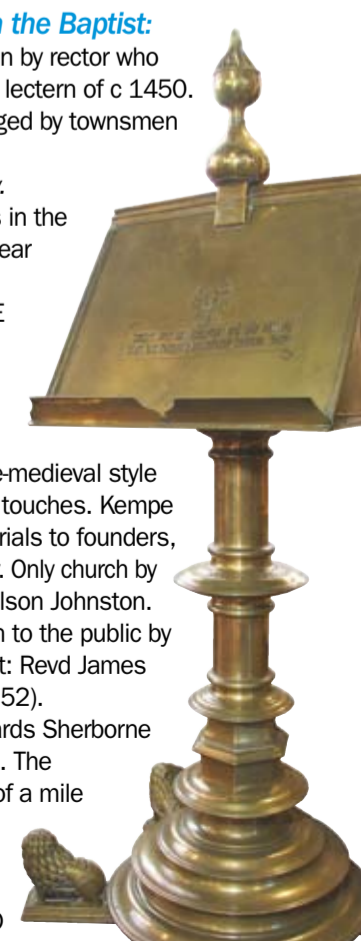 the Baptist:
n by rector who
lectern of c 1450.
ged by townsmen
s in the
ear
E
e-medieval style
touches. Kempe
rials to founders,
. Only church by
lson Johnston.
n to the public by
t: Revd James
52).
ards Sherborne
. The
of a mile